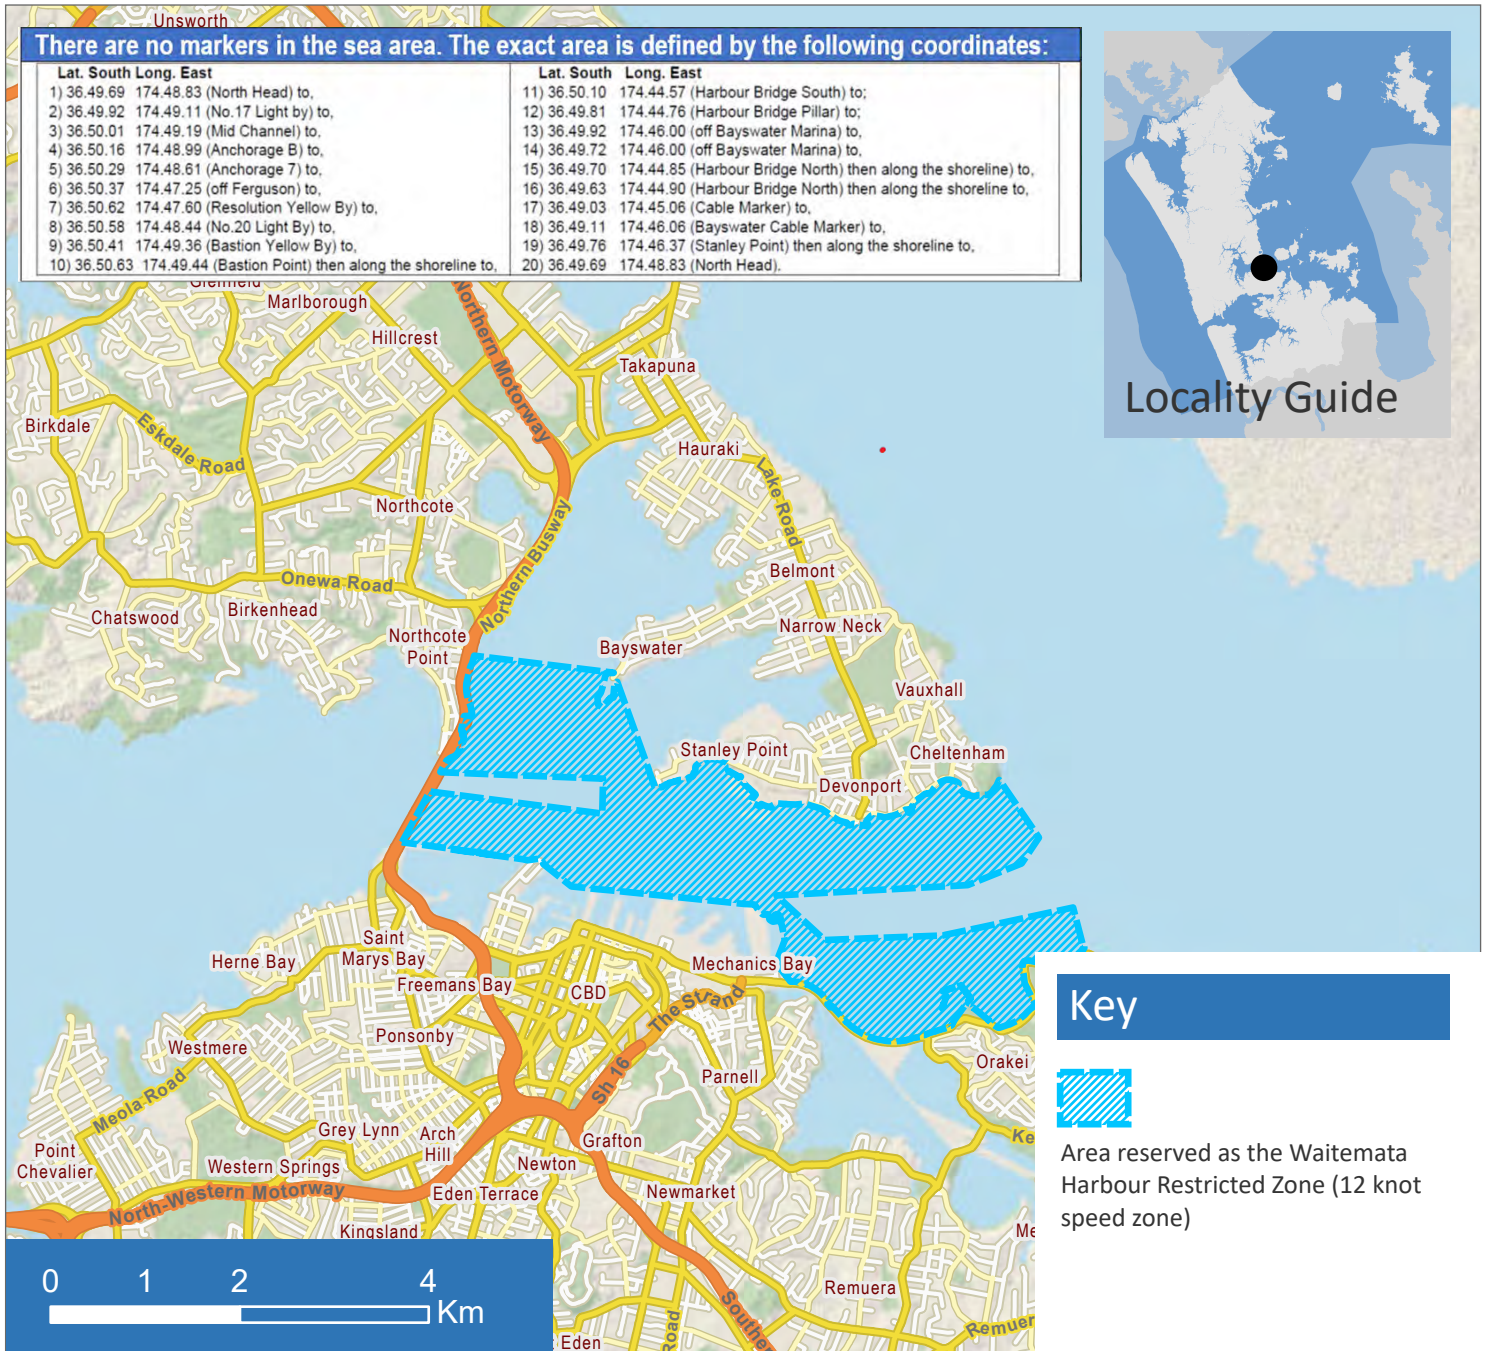 Unsworth
There are no markers in the sea area. The exact area is defined by the following coordinates:
Lat. South Long. East
1) 36.49.69 174.48.83 (North Head) to,
2) 36.49.92 174.49.11 (No.17 Light by) to,
3) 36.50.01 174.49.19 (Mid Channel) to,
4) 36.50.16 174.48.99 (Anchorage B) to,
5) 36.50.29 174.48.61 (Anchorage 7) to,
6) 36.50.37 174.47.25 (off Ferguson) to,
7) 36.50.62 174.47.60 (Resolution Yellow By) to,
8) 36.50.58 174.48.44 (No.20 Light By) to,
9) 36.50.41 174.49.36 (Bastion Yellow By) to,
10) 36.50.63 174.49.44 (Bastion Point) then along the shoreline to,
Lat. South Long. East
11) 36.50.10 174.44.57 (Harbour Bridge South) to;
12) 36.49.81 174.44.76 (Harbour Bridge Pillar) to;
13) 36.49.92 174.46.00 (off Bayswater Marina) to,
14) 36.49.72 174.46.00 (off Bayswater Marina) to,
15) 36.49.70 174.44.85 (Harbour Bridge North) then along the shoreline) to,
16) 36.49.63 174.44.90 (Harbour Bridge North) then along the shoreline to,
17) 36.49.03 174.45.06 (Cable Marker) to,
18) 36.49.11 174.46.06 (Bayswater Cable Marker) to,
19) 36.49.76 174.46.37 (Stanley Point) then along the shoreline to,
20) 36.49.69 174.48.83 (North Head).
Locality Guide
Glenfield
Marlborough
Hillcrest
Northern Motorway
Takapuna
Birkdale
Eskdale Road
Hauraki
Lake Road
Northcote
Northern Busway
Onewa Road
Belmont
Chatswood
Birkenhead
Northcote
Point
Narrow Neck
Bayswater
Vauxhall
Stanley Point
Cheltenham
Devonport
Saint
Marys Bay
Herne Bay
Mechanics Bay
Freemans Bay
CBD
The Strand
Ponsonby
Westmere
Sh 16
Parnell
Orakei
Meola Road
Grey Lynn
Arch
Hill
Grafton
Ke
Point
Chevalier
Western Springs
Newton
North-Western Motorway
Eden Terrace
Newmarket
Kingsland
Me
Remuera
Southern
Remuer
Eden
Road
Key
Area reserved as the Waitemata
Harbour Restricted Zone (12 knot
speed zone)
0 1 2 4
Km